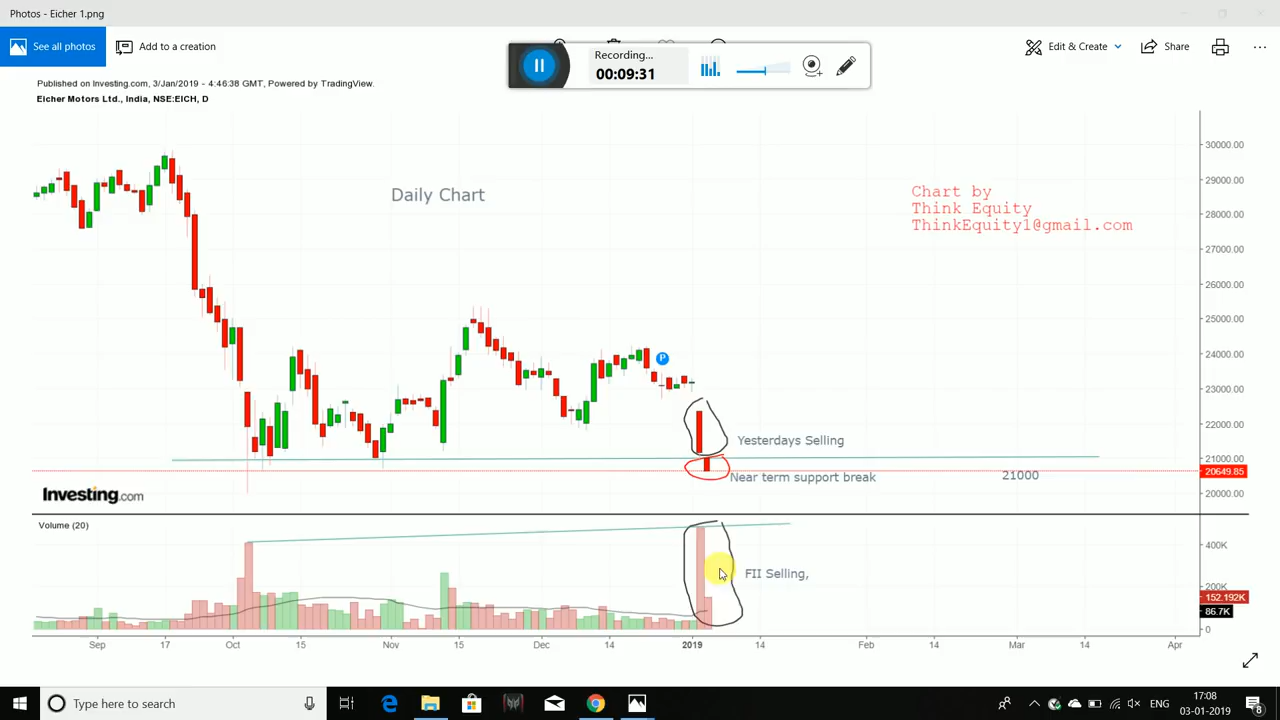 Photos - Eicher 1.png
See all photos
Add to a creation
Recording...
00:09:31
Edit & Create
Share
Published on Investing.com, 3/Jan/2019 - 4:46:38 GMT, Powered by TradingView.
Eicher Motors Ltd., India, NSE:EICH, D
Daily Chart
Chart by
Think Equity
ThinkEquity1@gmail.com
30000.00
29000.00
28000.00
27000.00
26000.00
25000.00
24000.00
23000.00
22000.00
21000.00
20649.85
20000.00
P
Yesterdays Selling
Near term support break
21000
Investing.com
Volume (20)
FII Selling,
400K
200K
152.192K
86.7K
0
Sep
17
Oct
15
Nov
15
Dec
14
2019
14
Feb
14
Mar
14
Apr
Type here to search
ENG
17:08
03-01-2019
8